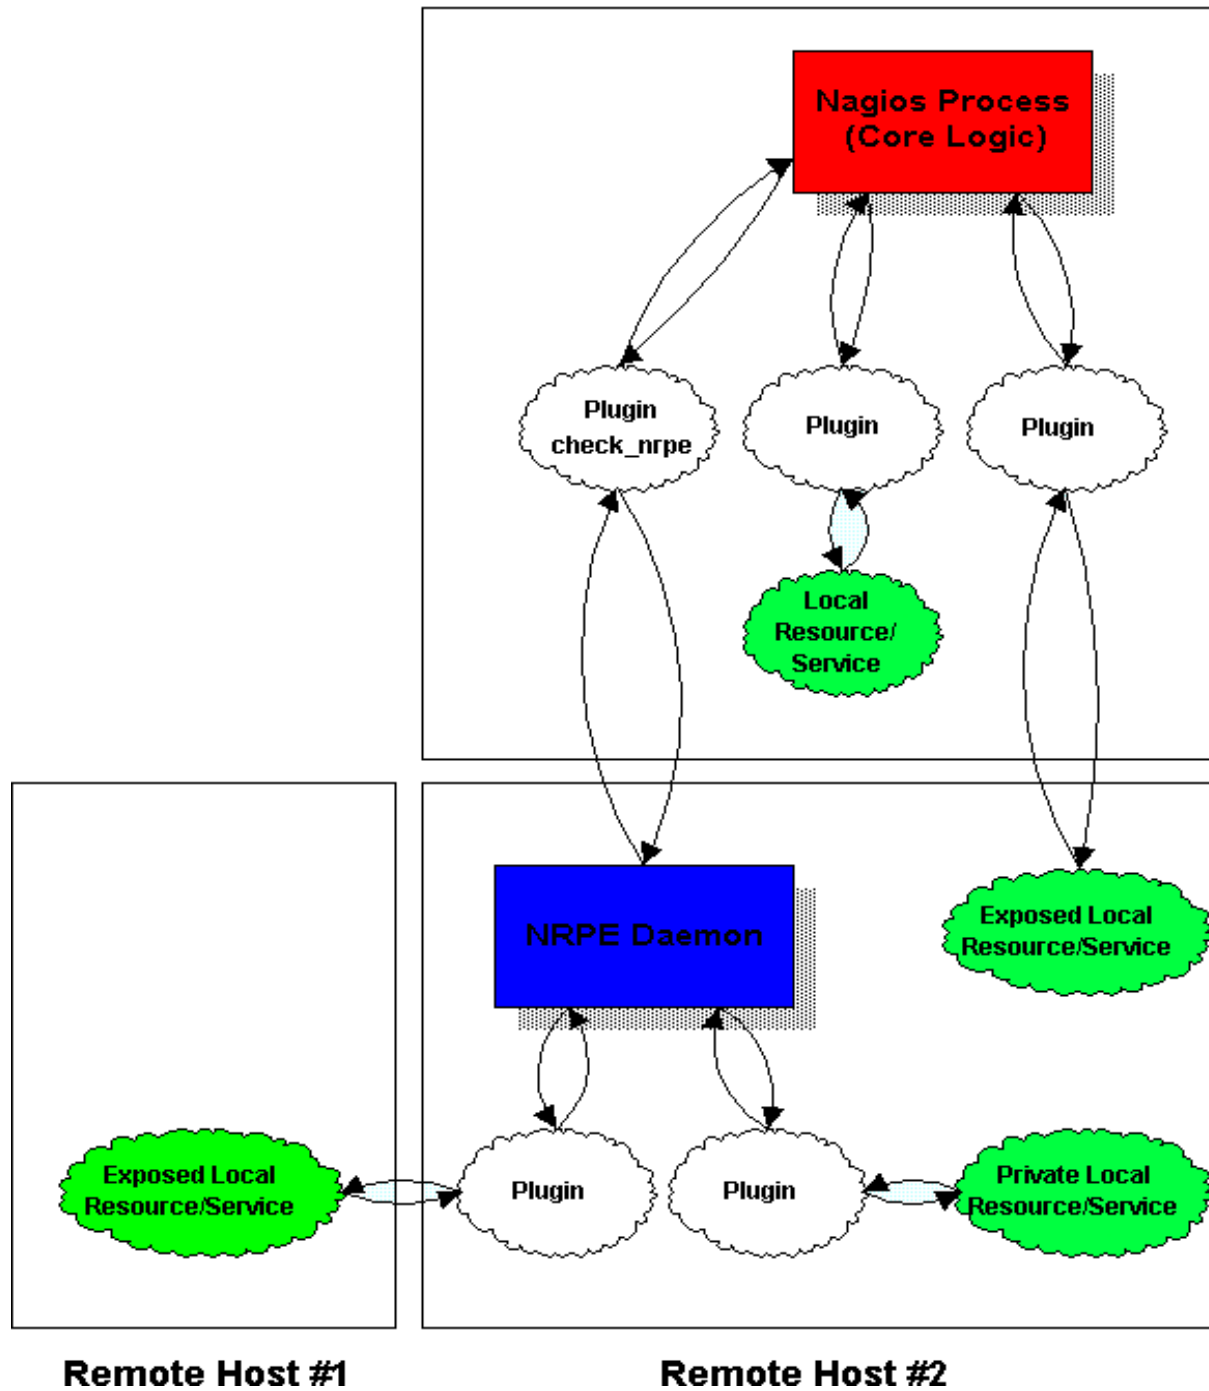 Nagios Process
(Core Logic)
Plugin
check_nrpe
Plugin
Plugin
Local
Resource/
Service
NRPE Daemon
Exposed Local
Resource/Service
Exposed Local
Resource/Service
Plugin
Plugin
Private Local
Resource/Service
Remote Host #1
Remote Host #2